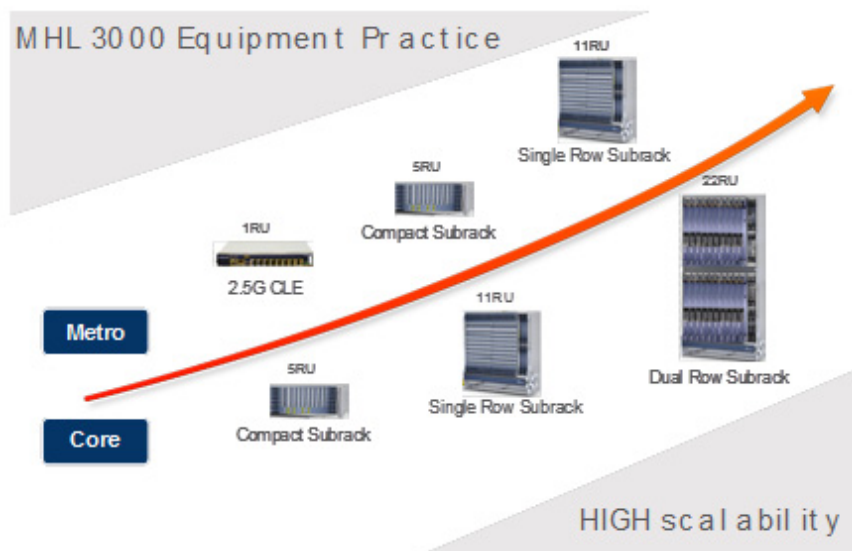 MHL 3000 Equipment Practice
11RU
Single Row Subrack
5RU
Compact Subrack
22RU
1RU
2.5G CLE
11RU
Metro
Dual Row Subrack
5RU
Single Row Subrack
Core
Compact Subrack
HIGH scalability